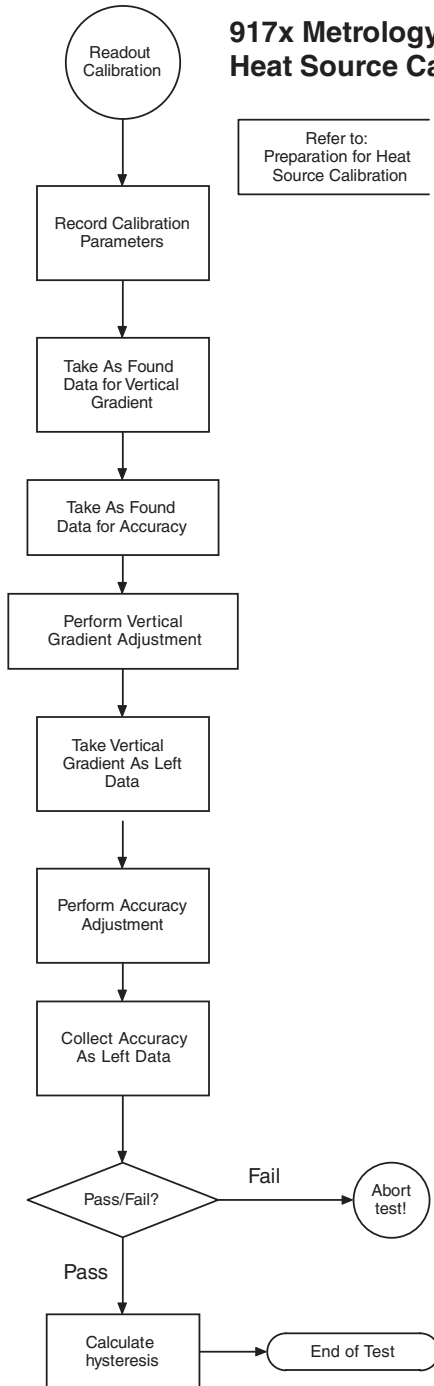 917x Metrology
Heat Source Ca
Readout
Calibration
Refer to:
Preparation for Heat
Source Calibration
Record Calibration
Parameters
Take As Found
Data for Vertical
Gradient
Take As Found
Data for Accuracy
Perform Vertical
Gradient Adjustment
Take Vertical
Gradient As Left
Data
Perform Accuracy
Adjustment
Collect Accuracy
As Left Data
Pass/Fail?
Fail
Abort
test!
Pass
Calculate
hysteresis
End of Test